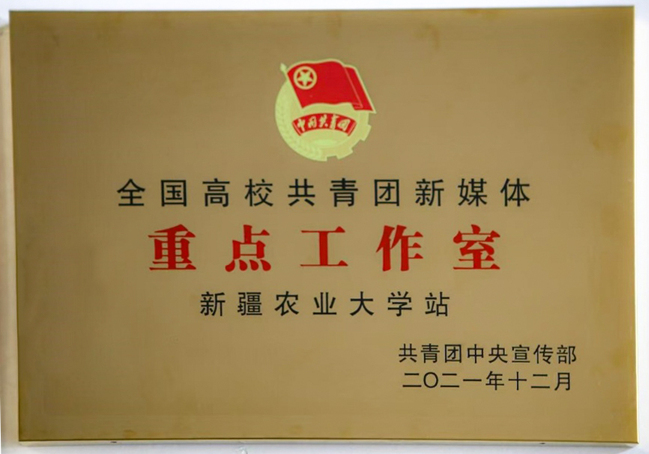 中国共青团
全国高校共青团新媒体
重点工作室
新疆农业大学站
共青团中央宣传部
二〇二一年十二月